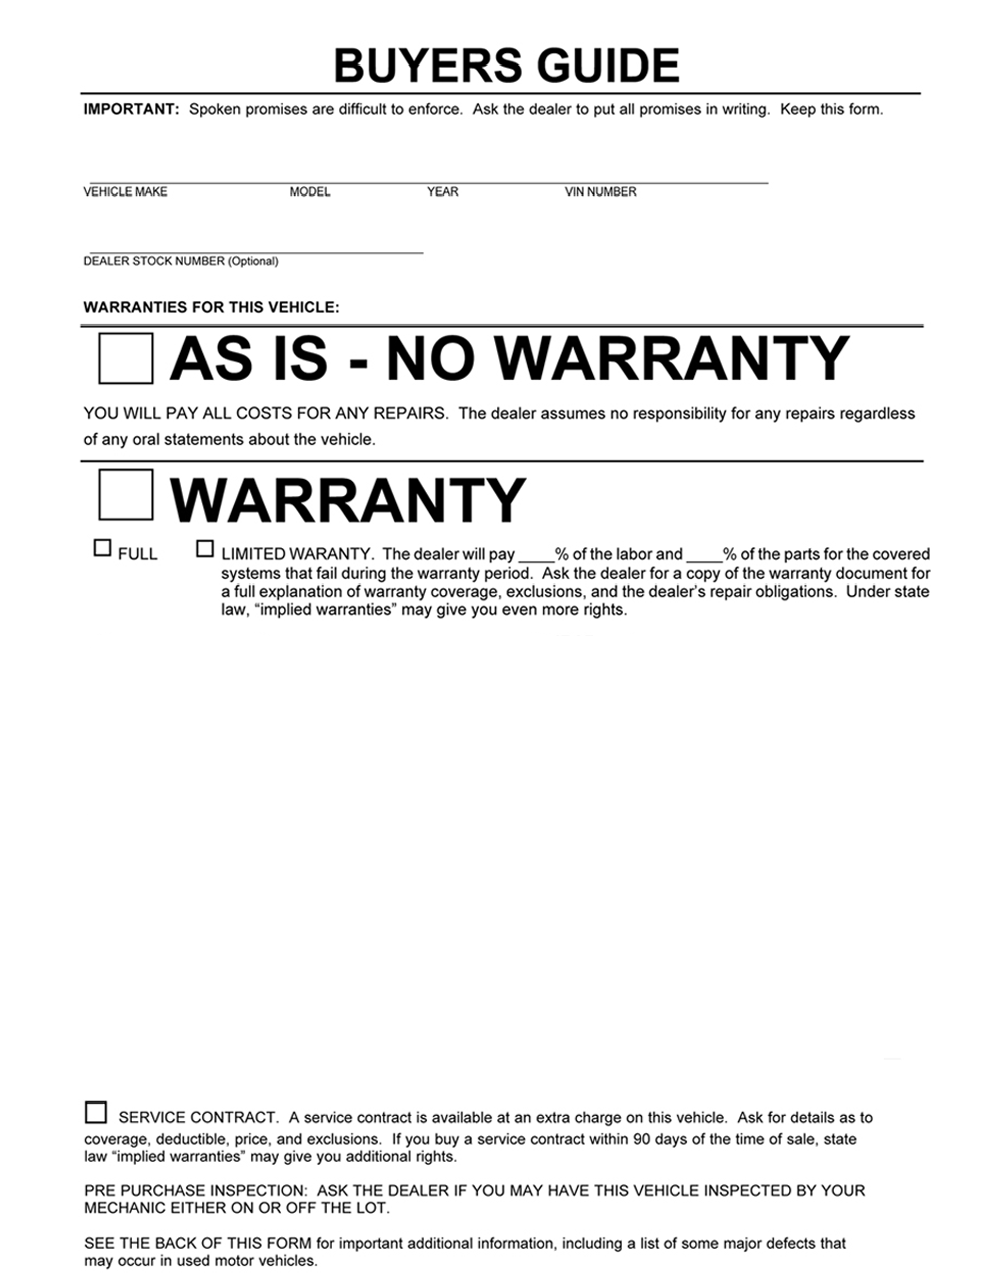 BUYERS GUIDE
IMPORTANT: Spoken promises are difficult to enforce. Ask the dealer to put all promises in writing. Keep this form.
VEHICLE MAKE MODEL YEAR VIN NUMBER
DEALER STOCK NUMBER (Optional)
WARRANTIES FOR THIS VEHICLE:
AS IS - NO WARRANTY
YOU WILL PAY ALL COSTS FOR ANY REPAIRS. The dealer assumes no responsibility for any repairs regardless
of any oral statements about the vehicle.
WARRANTY
FULL LIMITED WARANTY. The dealer will pay ____% of the labor and ____% of the parts for the covered
systems that fail during the warranty period. Ask the dealer for a copy of the warranty document for
a full explanation of warranty coverage, exclusions, and the dealer’s repair obligations. Under state
law, “implied warranties” may give you even more rights.
SERVICE CONTRACT. A service contract is available at an extra charge on this vehicle. Ask for details as to
coverage, deductible, price, and exclusions. If you buy a service contract within 90 days of the time of sale, state
law “implied warranties” may give you additional rights.
PRE PURCHASE INSPECTION: ASK THE DEALER IF YOU MAY HAVE THIS VEHICLE INSPECTED BY YOUR
MECHANIC EITHER ON OR OFF THE LOT.
SEE THE BACK OF THIS FORM for important additional information, including a list of some major defects that
may occur in used motor vehicles.